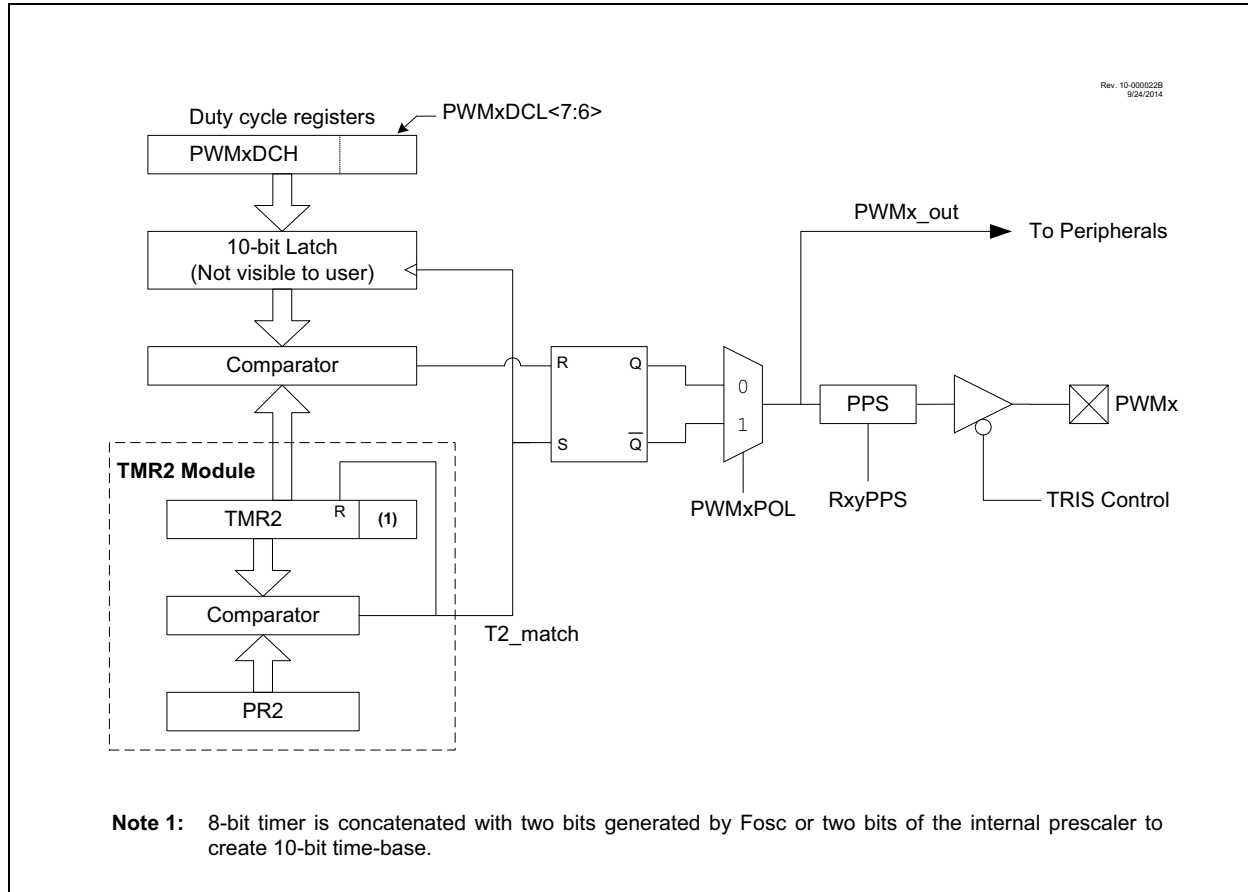 Rev. 10-000022B
9/24/2014
Duty cycle registers
PWMxDCL<7:6>
PWMxDCH
10-bit Latch
(Not visible to user)
Comparator
PWMx_out
To Peripherals
R
Q
S
Q̅
0
1
PWMxPOL
PPS
RxyPPS
PWMx
TRIS Control
TMR2 Module
TMR2
R
(1)
Comparator
T2_match
PR2
Note 1: 8-bit timer is concatenated with two bits generated by Fosc or two bits of the internal prescaler to
create 10-bit time-base.